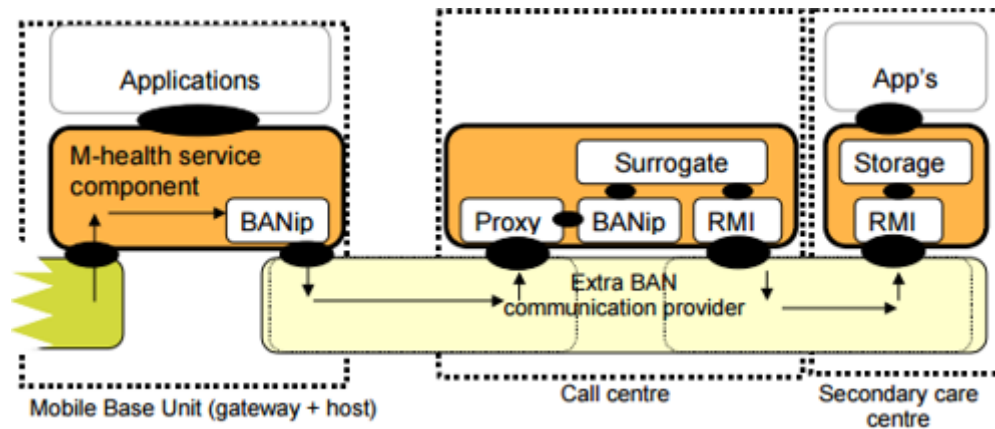 Applications
M-health service
component
BANip
Surrogate
Proxy
BANip
RMI
App's
Storage
RMI
Extra BAN
communication provider
Mobile Base Unit (gateway + host)
Call centre
Secondary care
centre